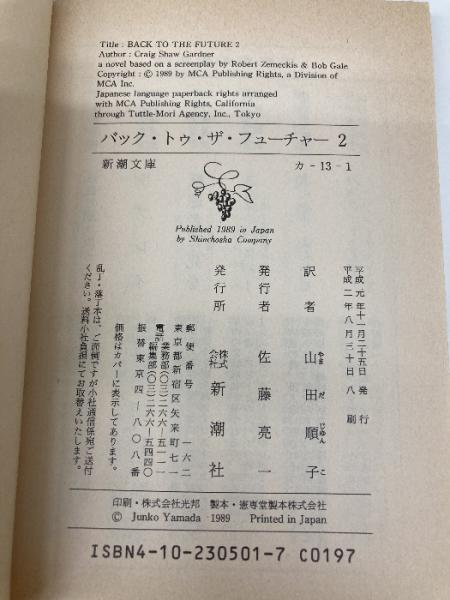 Title : BACK TO THE FUTURE 2
Author : Craig Shaw Gardner
a novel based on a screenplay by Robert Zemeckis & Bob Gale
Copyright : © 1989 by MCA Publishing Rights, a Division of
MCA Inc.
Japanese language paperback rights arranged
with MCA Publishing Rights, California
through Tuttle-Mori Agency, Inc., Tokyo
バック・トゥ・ザ・フューチャー 2
新潮文庫
カ-13-1
Published 1989 in Japan
by Shinchosha Company
平成元年十一月二十五日 発行
平成二年八月三十日 八刷
訳者 山田順子
やま だ じゅん こ
発行者 佐藤亮一
発行所 株式会社 新潮社
郵便番号 一六二
東京都新宿区矢来町七一
電話 業務部(〇三)二六六-五一一一
編集部(〇三)二六六-五四四〇
振替東京四-八〇八番
価格はカバーに表示してあります。
乱丁・落丁本は、ご面倒ですが小社通信係宛ご送付
ください。送料小社負担にてお取替えいたします。
印刷・株式会社光邦 製本・憲専堂製本株式会社
© Junko Yamada 1989 Printed in Japan
ISBN4-10-230501-7 C0197